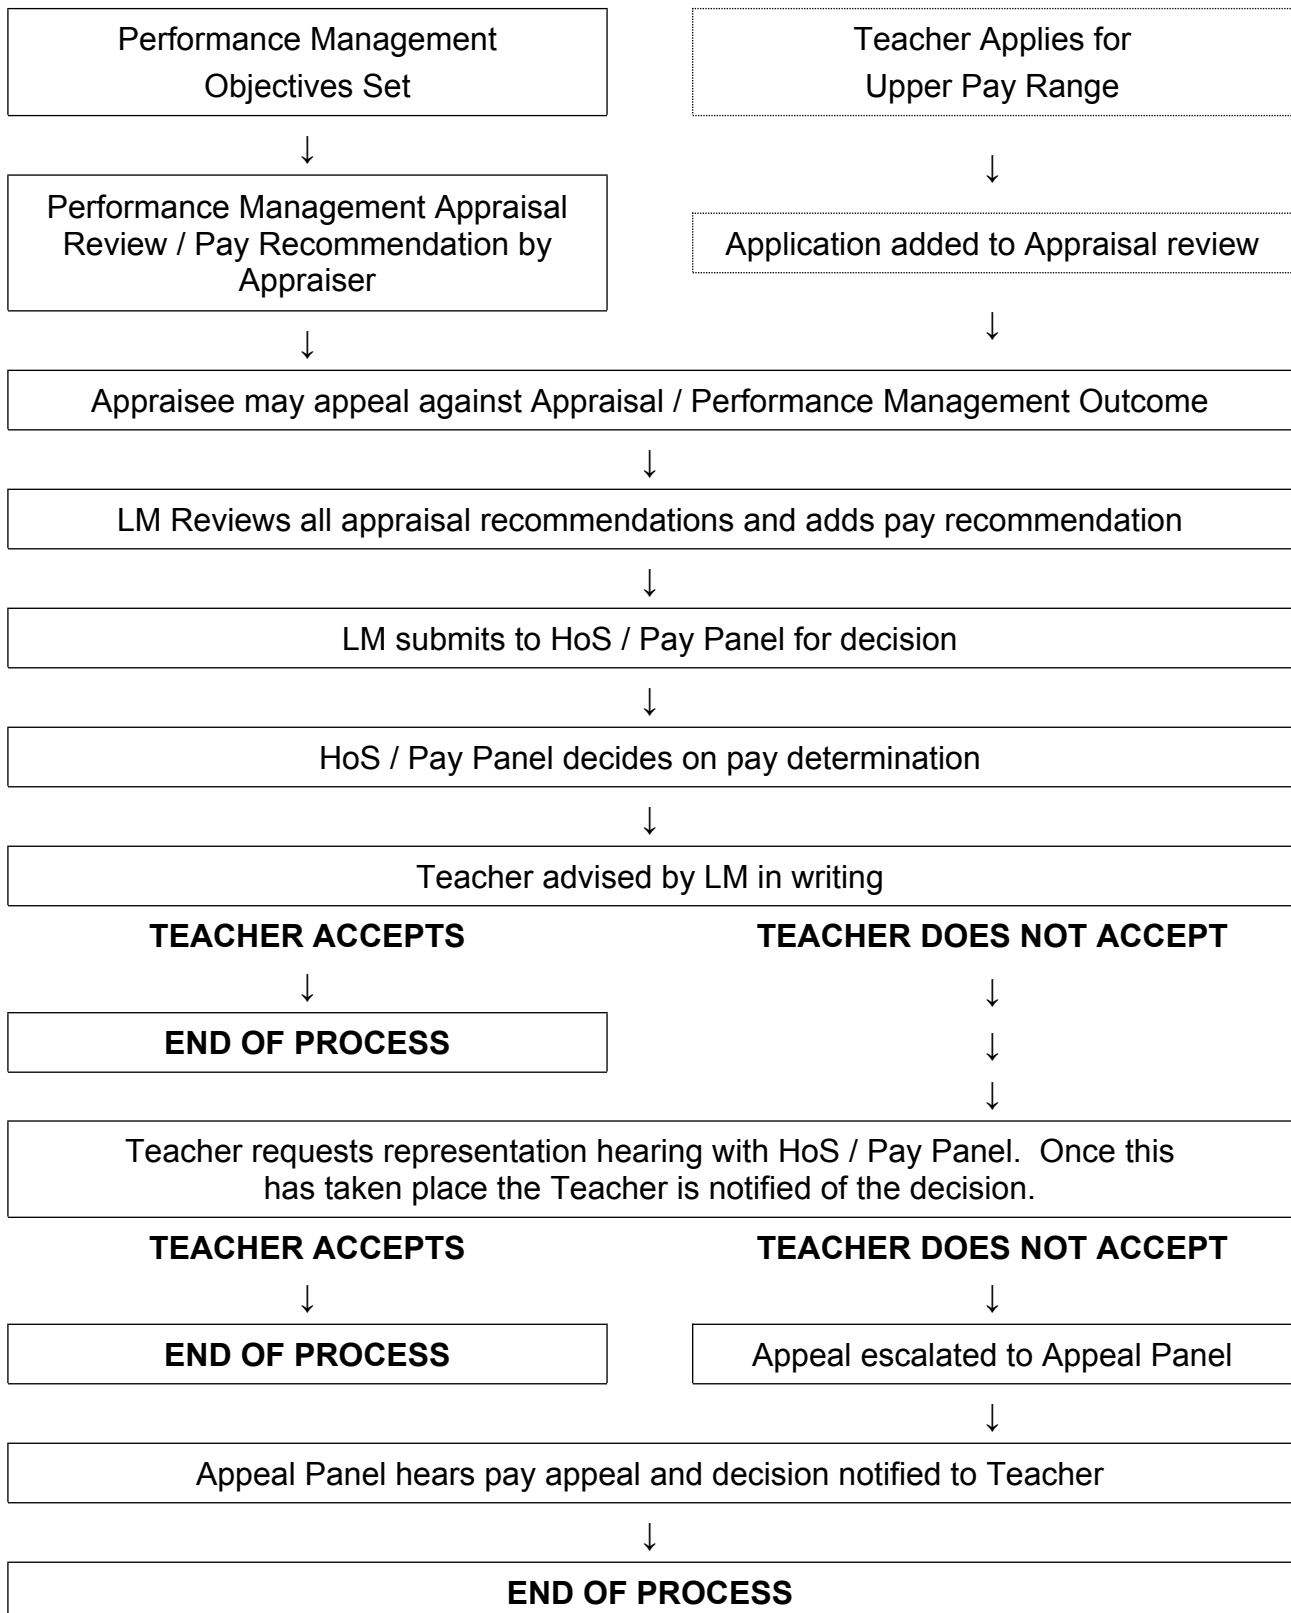 Performance Management
Objectives Set
Teacher Applies for
Upper Pay Range
↓
↓
Performance Management Appraisal
Review / Pay Recommendation by
Appraiser
Application added to Appraisal review
↓
↓
Appraisee may appeal against Appraisal / Performance Management Outcome
↓
LM Reviews all appraisal recommendations and adds pay recommendation
↓
LM submits to HoS / Pay Panel for decision
↓
HoS / Pay Panel decides on pay determination
↓
Teacher advised by LM in writing
TEACHER ACCEPTS
TEACHER DOES NOT ACCEPT
↓
↓
END OF PROCESS
↓
↓
Teacher requests representation hearing with HoS / Pay Panel.  Once this
has taken place the Teacher is notified of the decision.
TEACHER ACCEPTS
TEACHER DOES NOT ACCEPT
↓
↓
END OF PROCESS
Appeal escalated to Appeal Panel
↓
Appeal Panel hears pay appeal and decision notified to Teacher
↓
END OF PROCESS